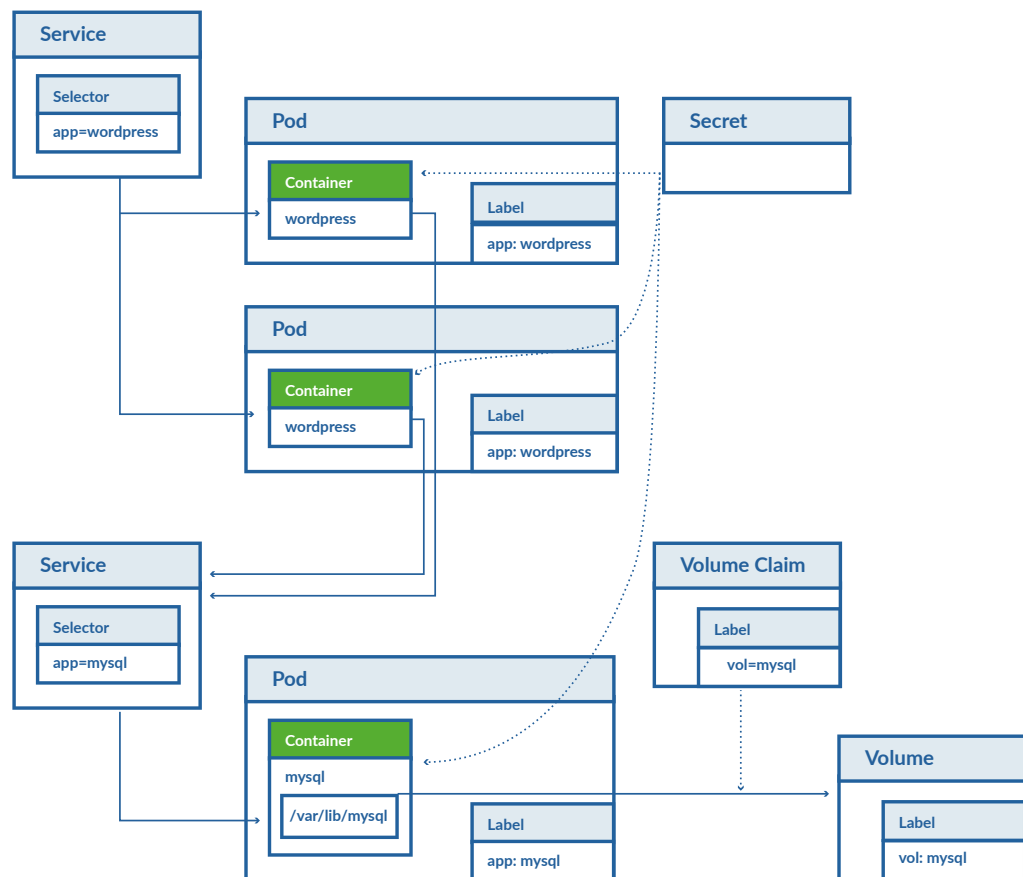 Service
Selector
app=wordpress
Pod
Container
wordpress
Label
app: wordpress
Secret
Pod
Container
wordpress
Label
app: wordpress
Service
Selector
app=mysql
Pod
Container
mysql
/var/lib/mysql
Label
app: mysql
Volume Claim
Label
vol=mysql
Volume
Label
vol: mysql